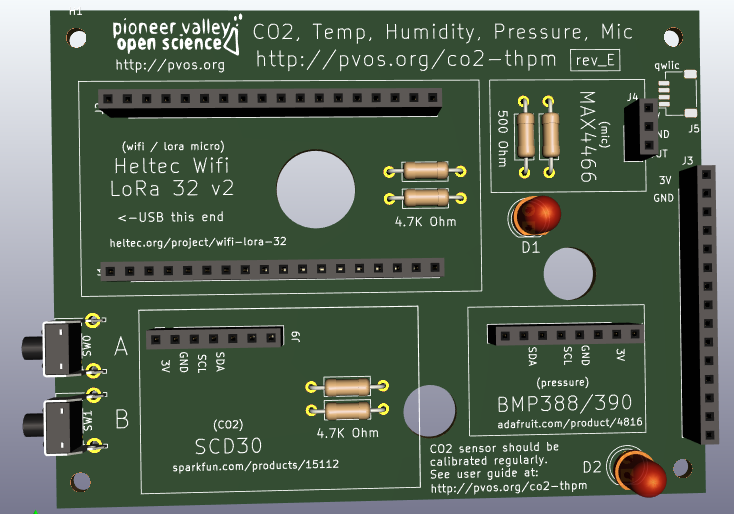 H1
pioneer valley
open science
http://pvos.org
CO2, Temp, Humidity, Pressure, Mic
http://pvos.org/co2-thpm rev_E
qwiic
J5
J4
ND
UT
(mic)
MAX4466
500 Ohm
J3
3V
GND
(wifi / lora micro)
Heltec Wifi
LoRa 32 v2
<-USB this end
heltec.org/project/wifi-lora-32
4.7K Ohm
D1
SW0
A
SW1
B
J9
3V
GND
SCL
SDA
(CO2)
SCD30
sparkfun.com/products/15112
4.7K Ohm
SDA
SCL
GND
3V
(pressure)
BMP388/390
adafruit.com/product/4816
CO2 sensor should be
calibrated regularly.
See user guide at:
http://pvos.org/co2-thpm
D2